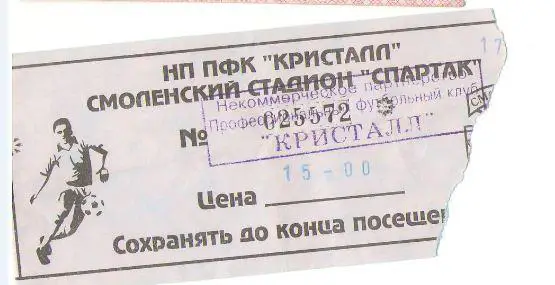 НП ПФК "КРИСТАЛЛ"
СМОЛЕНСКИЙ СТАДИОН "СПАРТАК"
17
Некоммерческое партнерство
Профессиональный футбольный клуб
"КРИСТАЛЛ"
№ 025572 *
15-00
Цена
Сохранять до конца посеще